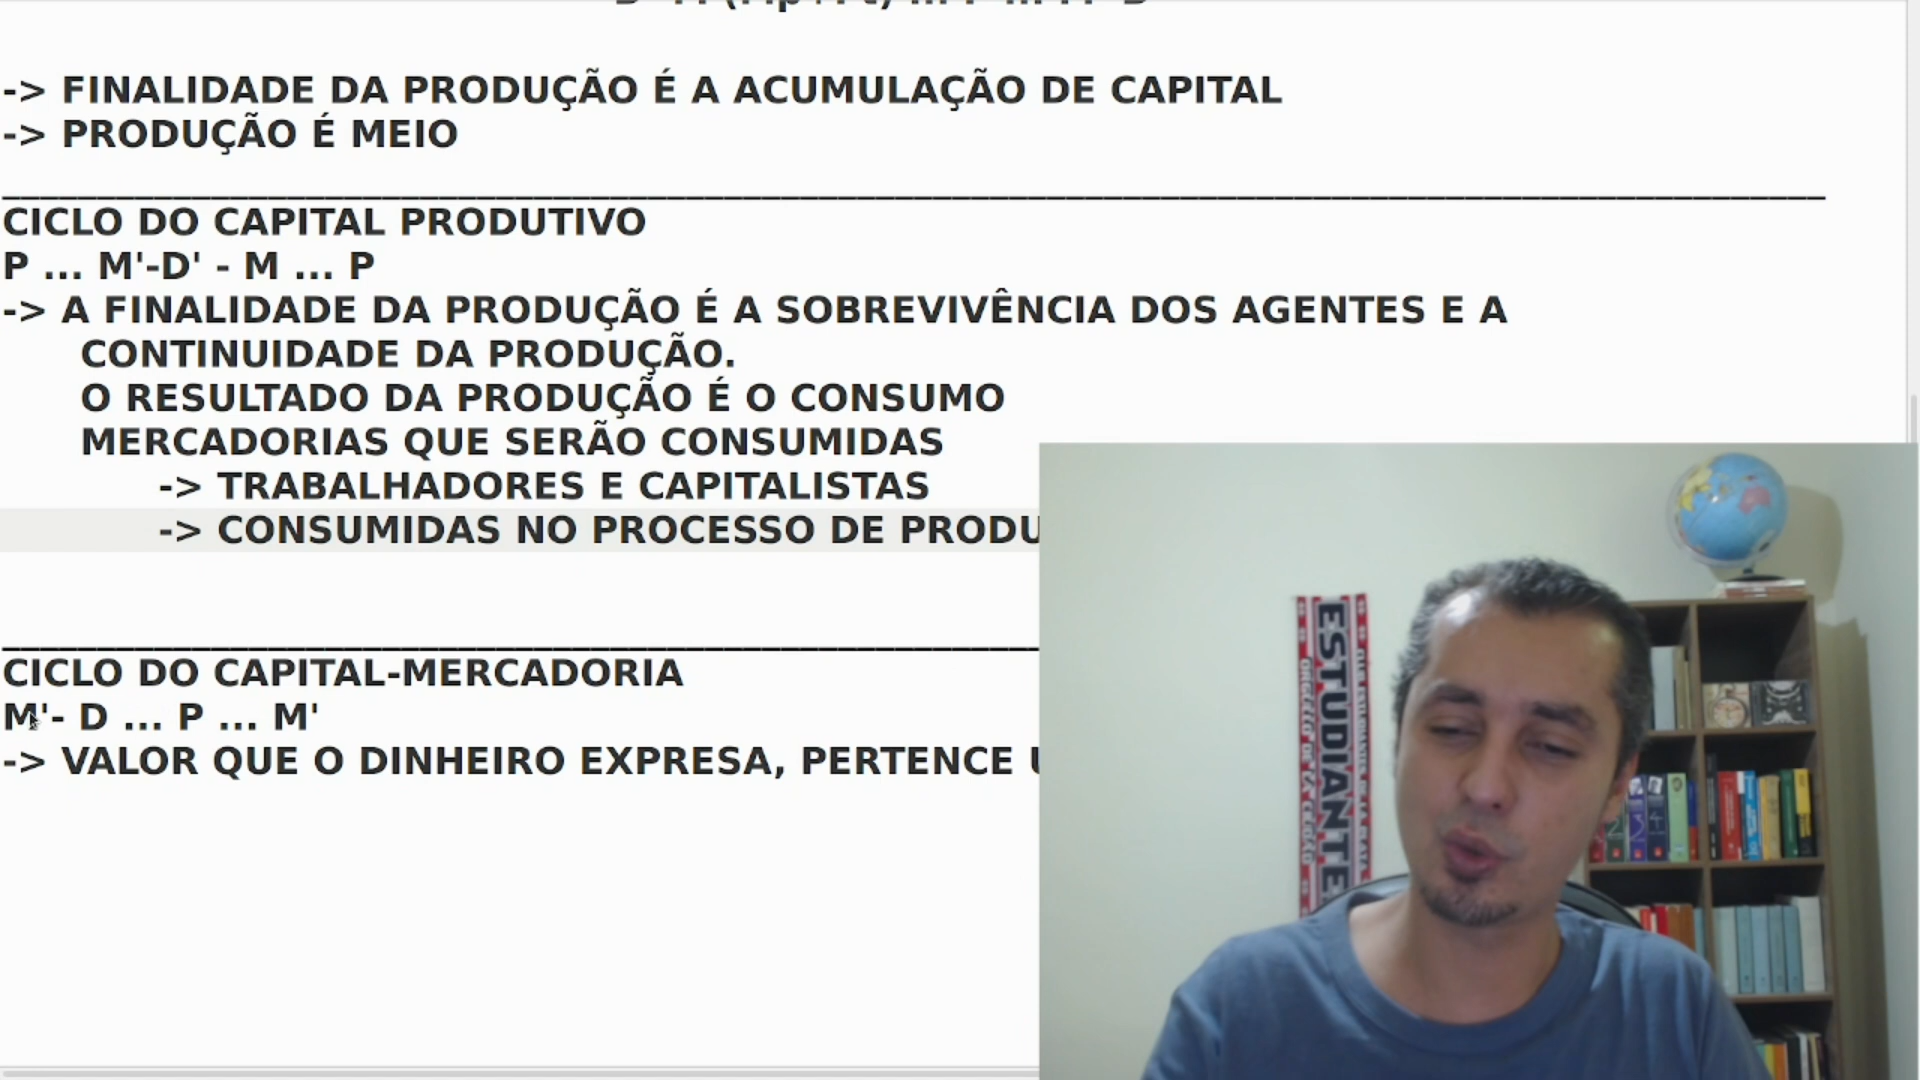 -> FINALIDADE DA PRODUÇÃO É A ACUMULAÇÃO DE CAPITAL
-> PRODUÇÃO É MEIO
CICLO DO CAPITAL PRODUTIVO
P ... M'-D' - M ... P
-> A FINALIDADE DA PRODUÇÃO É A SOBREVIVÊNCIA DOS AGENTES E A
CONTINUIDADE DA PRODUÇÃO.
O RESULTADO DA PRODUÇÃO É O CONSUMO
MERCADORIAS QUE SERÃO CONSUMIDAS
-> TRABALHADORES E CAPITALISTAS
-> CONSUMIDAS NO PROCESSO DE PRODU
CICLO DO CAPITAL-MERCADORIA
M'- D ... P ... M'
-> VALOR QUE O DINHEIRO EXPRESA, PERTENCE
ESTUDIANTE